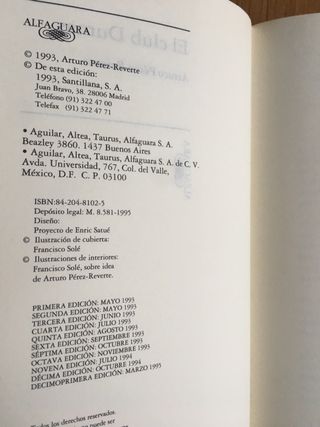 ALFAGUARA
© 1993, Arturo Pérez-Reverte
© De esta edición:
1993, Santillana, S. A.
Juan Bravo, 38. 28006 Madrid
Teléfono (91) 322 47 00
Telefax (91) 322 47 71
• Aguilar, Altea, Taurus, Alfaguara S. A.
Beazley 3860. 1437 Buenos Aires
• Aguilar, Altea, Taurus, Alfaguara S. A. de C. V.
Avda. Universidad, 767, Col. del Valle,
México, D.F. C. P. 03100
ISBN:84-204-8102-5
Depósito legal: M. 8.581-1995
Diseño:
Proyecto de Enric Satué
© Ilustración de cubierta:
Francisco Solé
© Ilustraciones de interiores:
Francisco Solé, sobre idea
de Arturo Pérez-Reverte.
PRIMERA EDICIÓN: MAYO 1993
SEGUNDA EDICIÓN: MAYO 1993
TERCERA EDICIÓN: JUNIO 1993
CUARTA EDICIÓN: JULIO 1993
QUINTA EDICIÓN: AGOSTO 1993
SEXTA EDICIÓN: SEPTIEMBRE 1993
SÉPTIMA EDICIÓN: OCTUBRE 1993
OCTAVA EDICIÓN: NOVIEMBRE 1993
NOVENA EDICIÓN: JULIO 1994
DÉCIMA EDICIÓN: OCTUBRE 1994
DECIMOPRIMERA EDICIÓN: MARZO 1995
Todos los derechos reservados.
puede ser